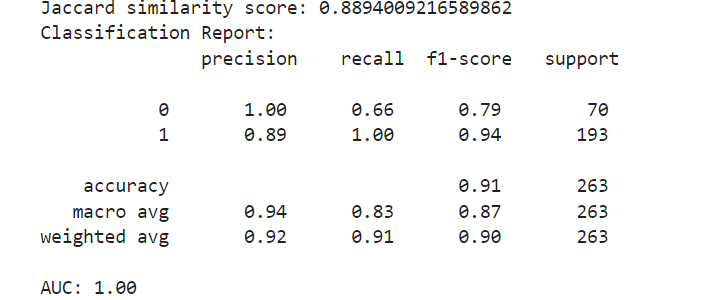 Jaccard similarity score: 0.8894009216589862
Classification Report:
precision recall f1-score support
0 1.00 0.66 0.79 70
1 0.89 1.00 0.94 193
accuracy 0.91 263
macro avg 0.94 0.83 0.87 263
weighted avg 0.92 0.91 0.90 263
AUC: 1.00